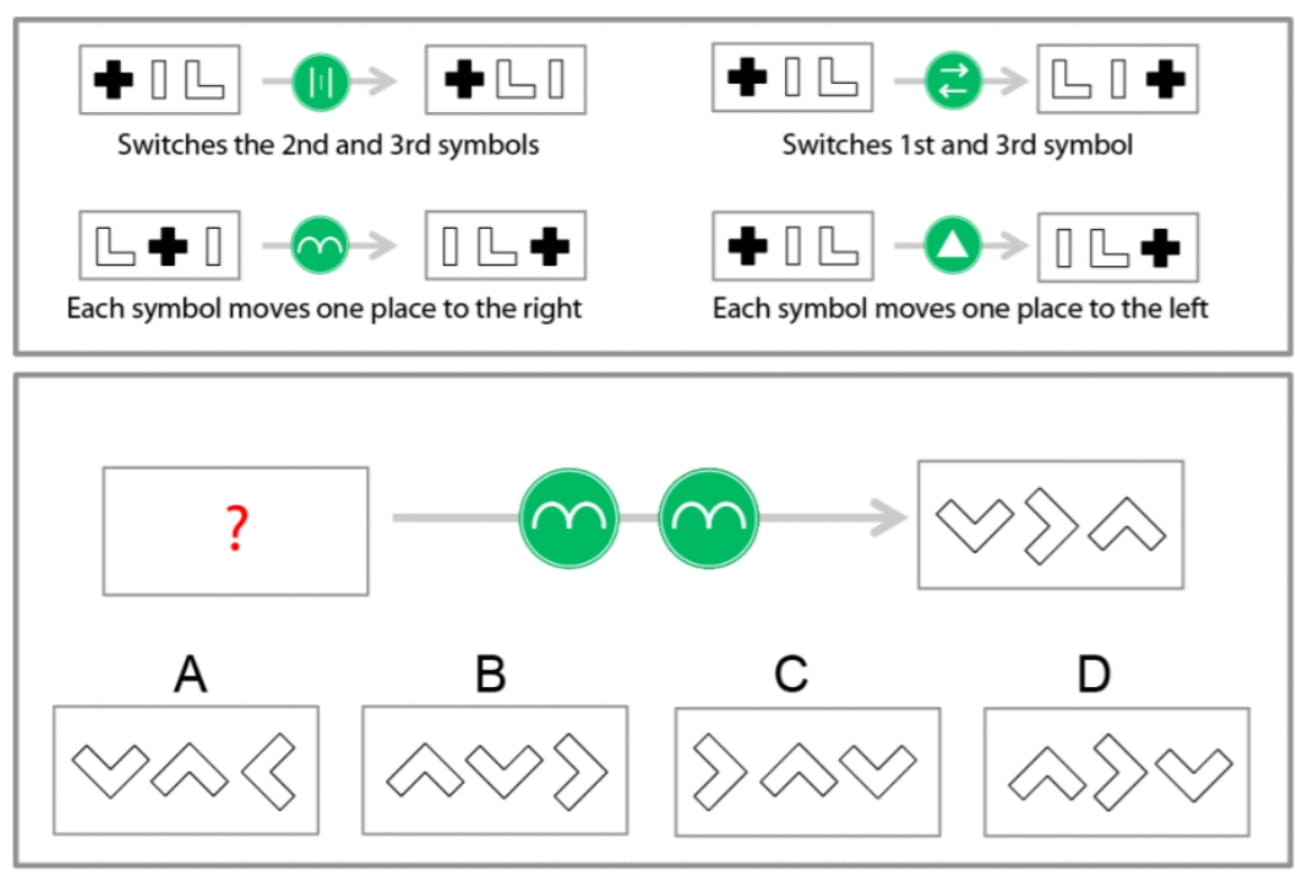 Switches the 2nd and 3rd symbols
Switches 1st and 3rd symbol
Each symbol moves one place to the right
Each symbol moves one place to the left
?
A B C D